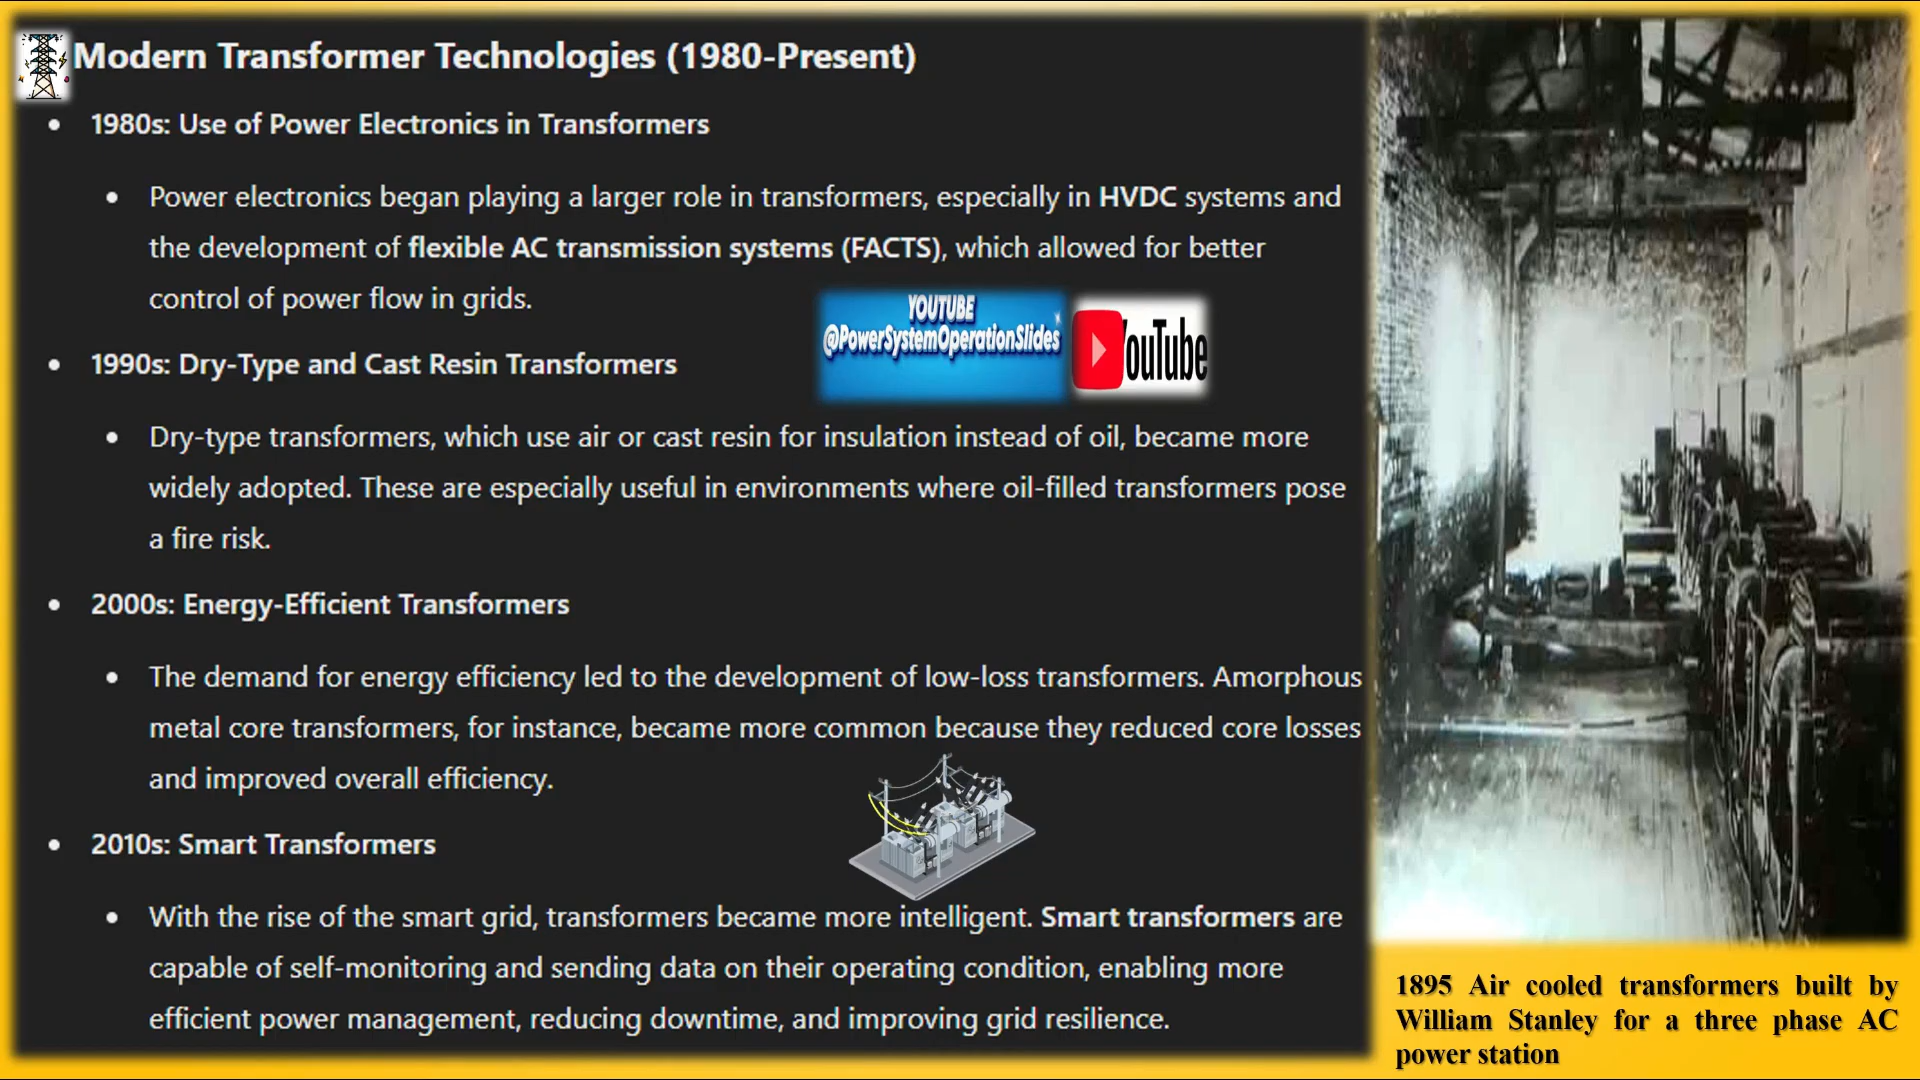 Modern Transformer Technologies (1980-Present)
1980s: Use of Power Electronics in Transformers
Power electronics began playing a larger role in transformers, especially in HVDC systems and
the development of flexible AC transmission systems (FACTS), which allowed for better
control of power flow in grids.
YOUTUBE
@PowerSystemOperationSlides
YouTube
1990s: Dry-Type and Cast Resin Transformers
Dry-type transformers, which use air or cast resin for insulation instead of oil, became more
widely adopted. These are especially useful in environments where oil-filled transformers pose
a fire risk.
2000s: Energy-Efficient Transformers
The demand for energy efficiency led to the development of low-loss transformers. Amorphous
metal core transformers, for instance, became more common because they reduced core losses
and improved overall efficiency.
2010s: Smart Transformers
With the rise of the smart grid, transformers became more intelligent. Smart transformers are
capable of self-monitoring and sending data on their operating condition, enabling more
efficient power management, reducing downtime, and improving grid resilience.
1895 Air cooled transformers built by
William Stanley for a three phase AC
power station